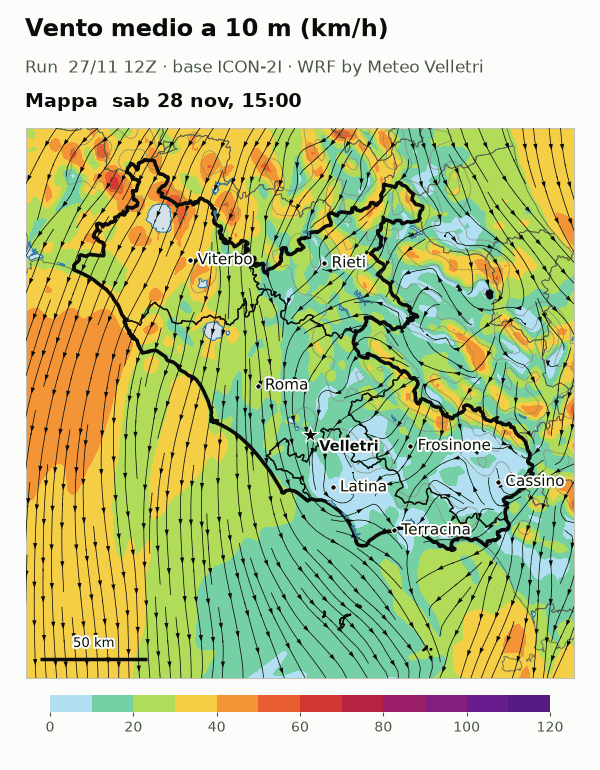 Vento medio a 10 m (km/h)
Run 27/11 12Z · base ICON-2I · WRF by Meteo Velletri
Mappa sab 28 nov, 15:00
Viterbo
Rieti
Roma
Velletri
Frosinone
Latina
Cassino
Terracina
50 km
0 20 40 60 80 100 120